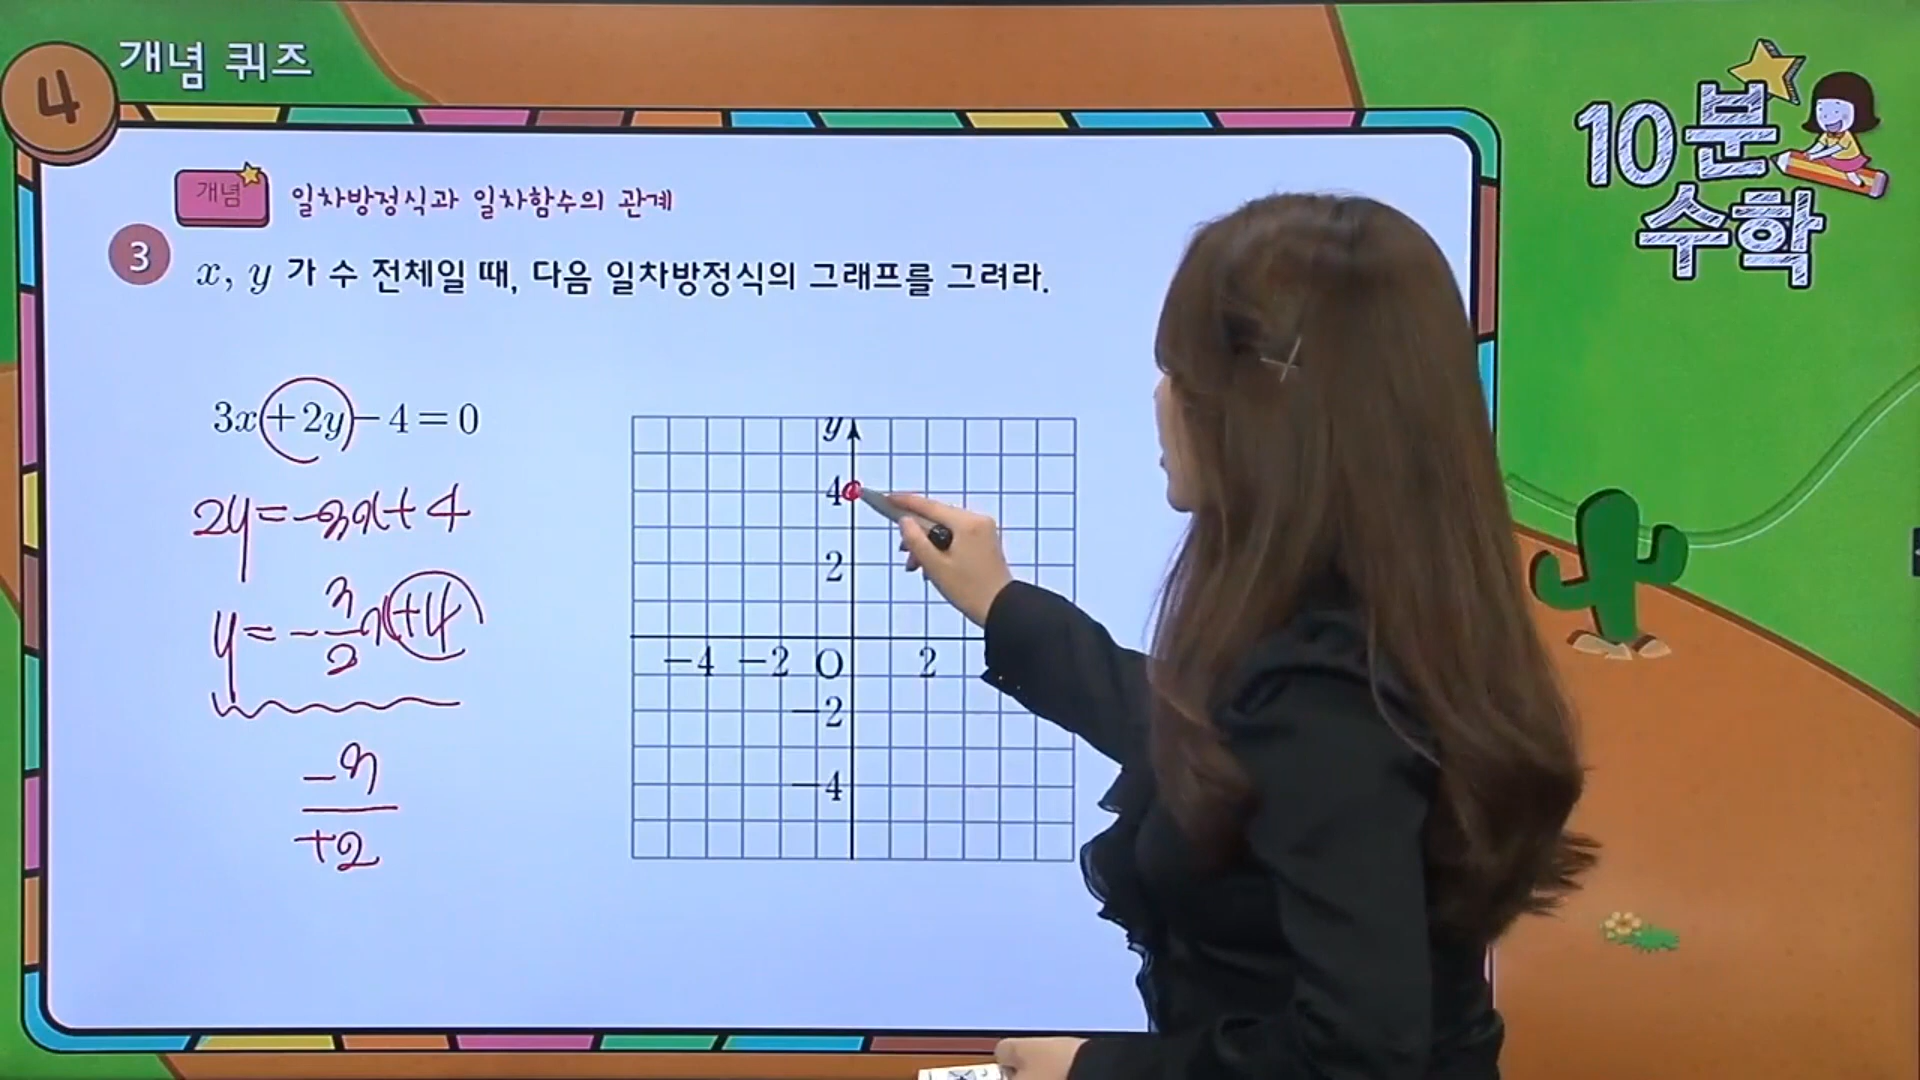 4
개념 퀴즈
10분
수학
개념
일차방정식과 일차함수의 관계
3
x, y 가 수 전체일 때, 다음 일차방정식의 그래프를 그려라.
3x+2y-4=0
2y=-3x+4
y=-3/2x+4
-3
+2
y
4
2
-4 -2 O 2
-2
-4